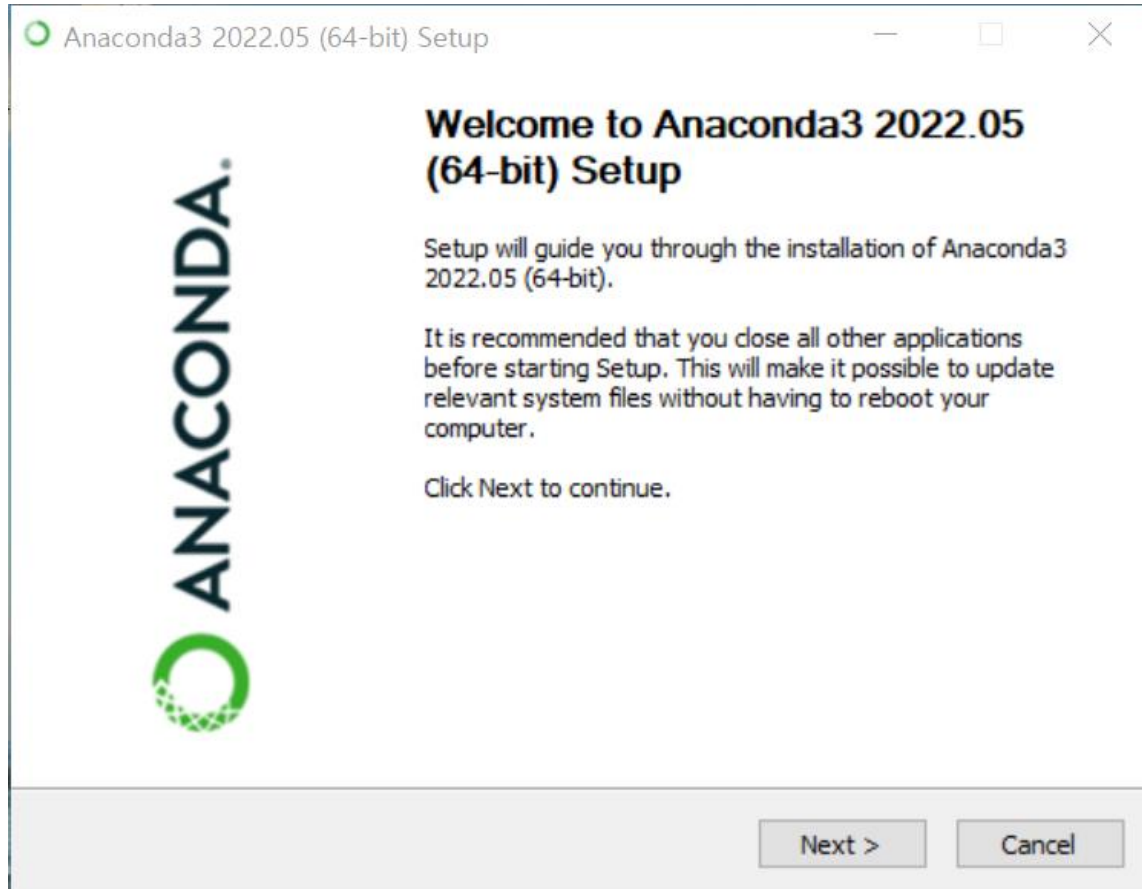 Anaconda3 2022.05 (64-bit) Setup
Welcome to Anaconda3 2022.05
(64-bit) Setup
ANACONDA.
Setup will guide you through the installation of Anaconda3
2022.05 (64-bit).
It is recommended that you close all other applications
before starting Setup. This will make it possible to update
relevant system files without having to reboot your
computer.
Click Next to continue.
Next >
Cancel